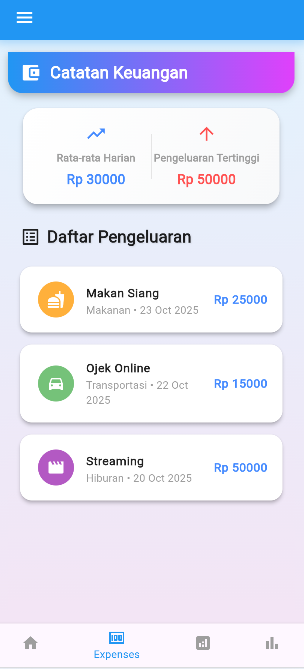 Catatan Keuangan
Rata-rata Harian
Pengeluaran Tertinggi
Rp 30000
Rp 50000
Daftar Pengeluaran
Makan Siang
Makanan • 23 Oct 2025
Rp 25000
Ojek Online
Transportasi • 22 Oct
2025
Rp 15000
Streaming
Hiburan • 20 Oct 2025
Rp 50000
Expenses